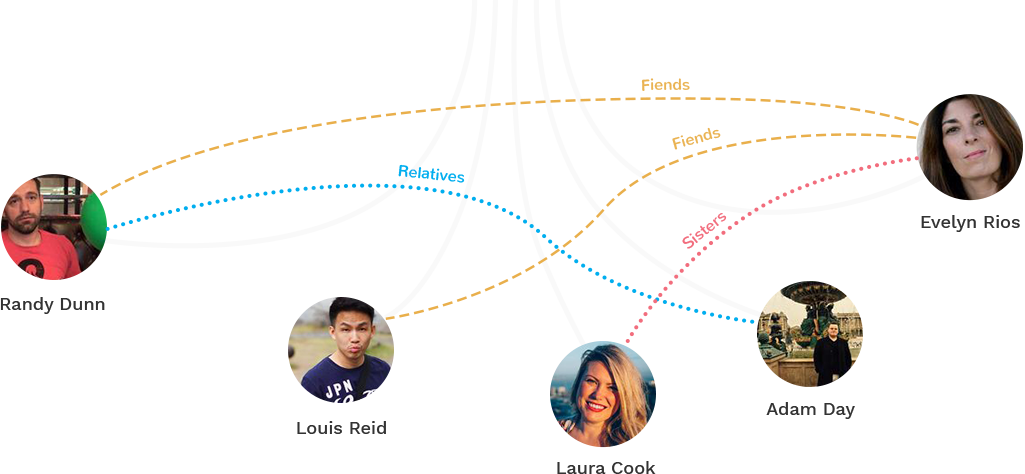 Fiends
Fiends
Relatives
Sisters
Evelyn Rios
Randy Dunn
JPN
Adam Day
Louis Reid
Laura Cook